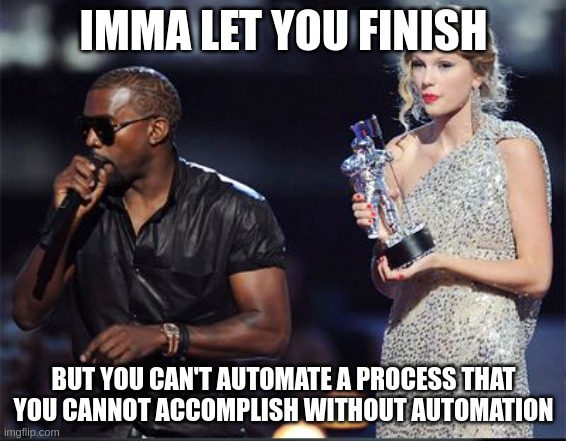 IMMA LET YOU FINISH
BUT YOU CAN'T AUTOMATE A PROCESS THAT
YOU CANNOT ACCOMPLISH WITHOUT AUTOMATION
imgflip.com